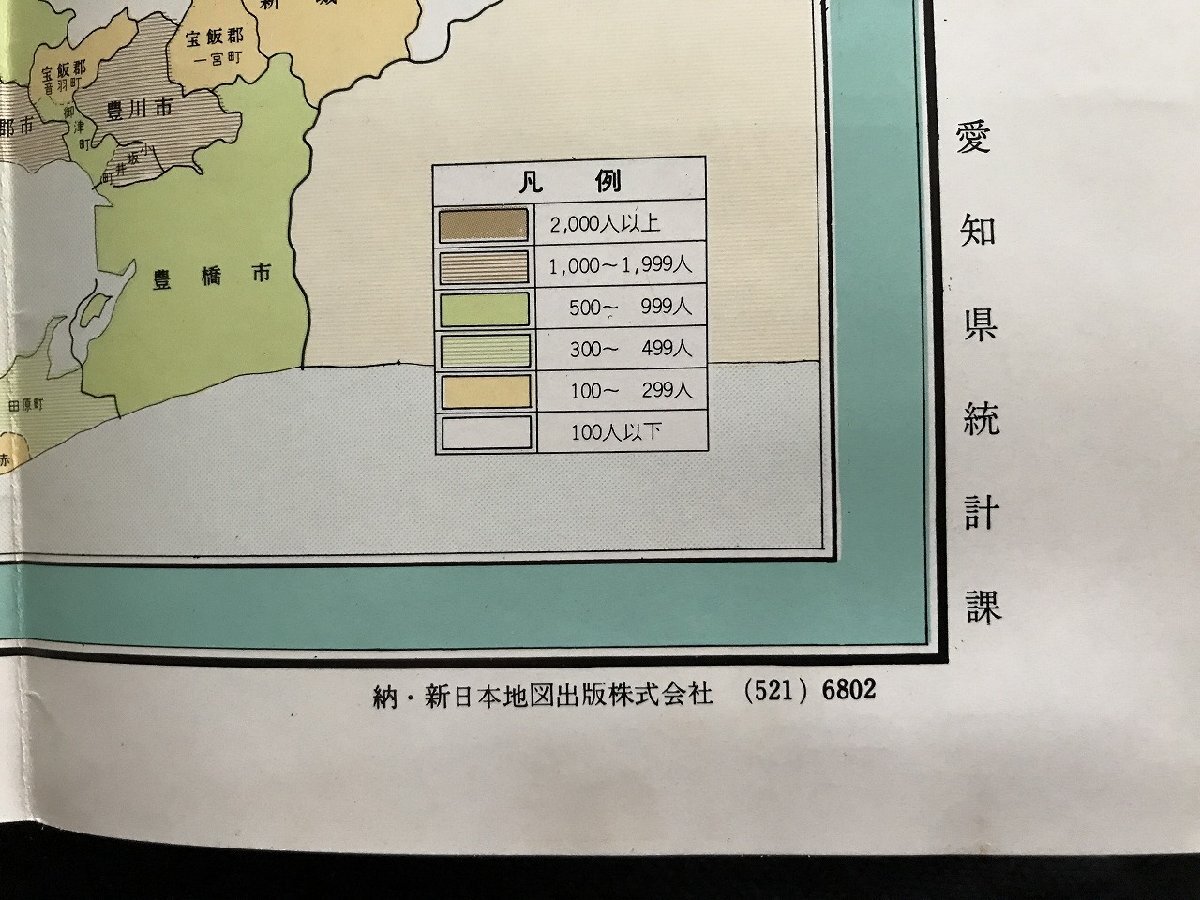 新城
宝飯郡
一宮町
宝飯郡
音羽町
豊川市
郡市
御津町
小坂井町
豊橋市
田原町
赤
凡例
2,000人以上
1,000～1,999人
500～ 999人
300～ 499人
100～ 299人
100人以下
愛知県統計課
納・新日本地図出版株式会社 (521) 6802